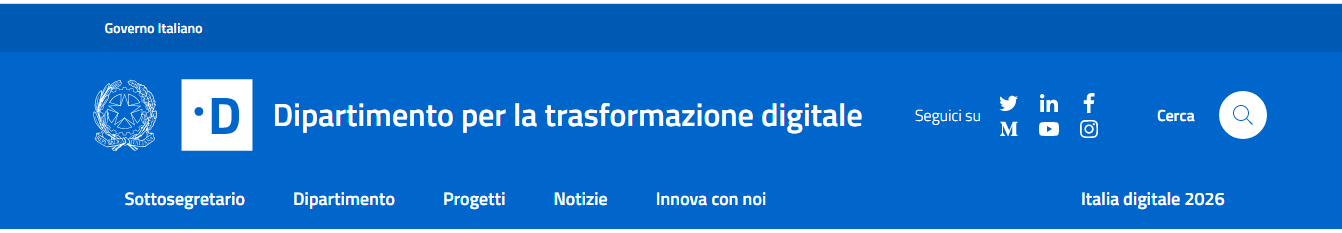 Governo Italiano
·D
Dipartimento per la trasformazione digitale
Seguici su
Cerca
Sottosegretario Dipartimento Progetti Notizie Innova con noi Italia digitale 2026